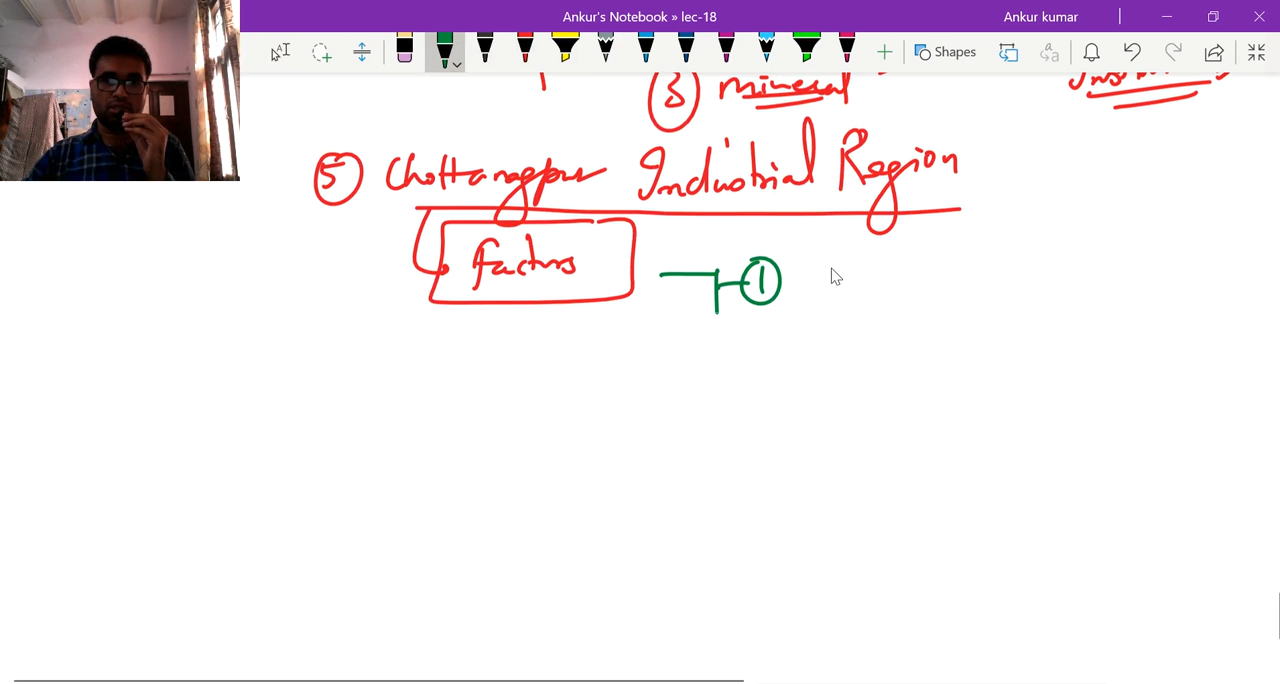 Ankur's Notebook » lec-18
Ankur kumar
Shapes
③ mineral
⑤ Chottanagpur Industrial Region
factors
①